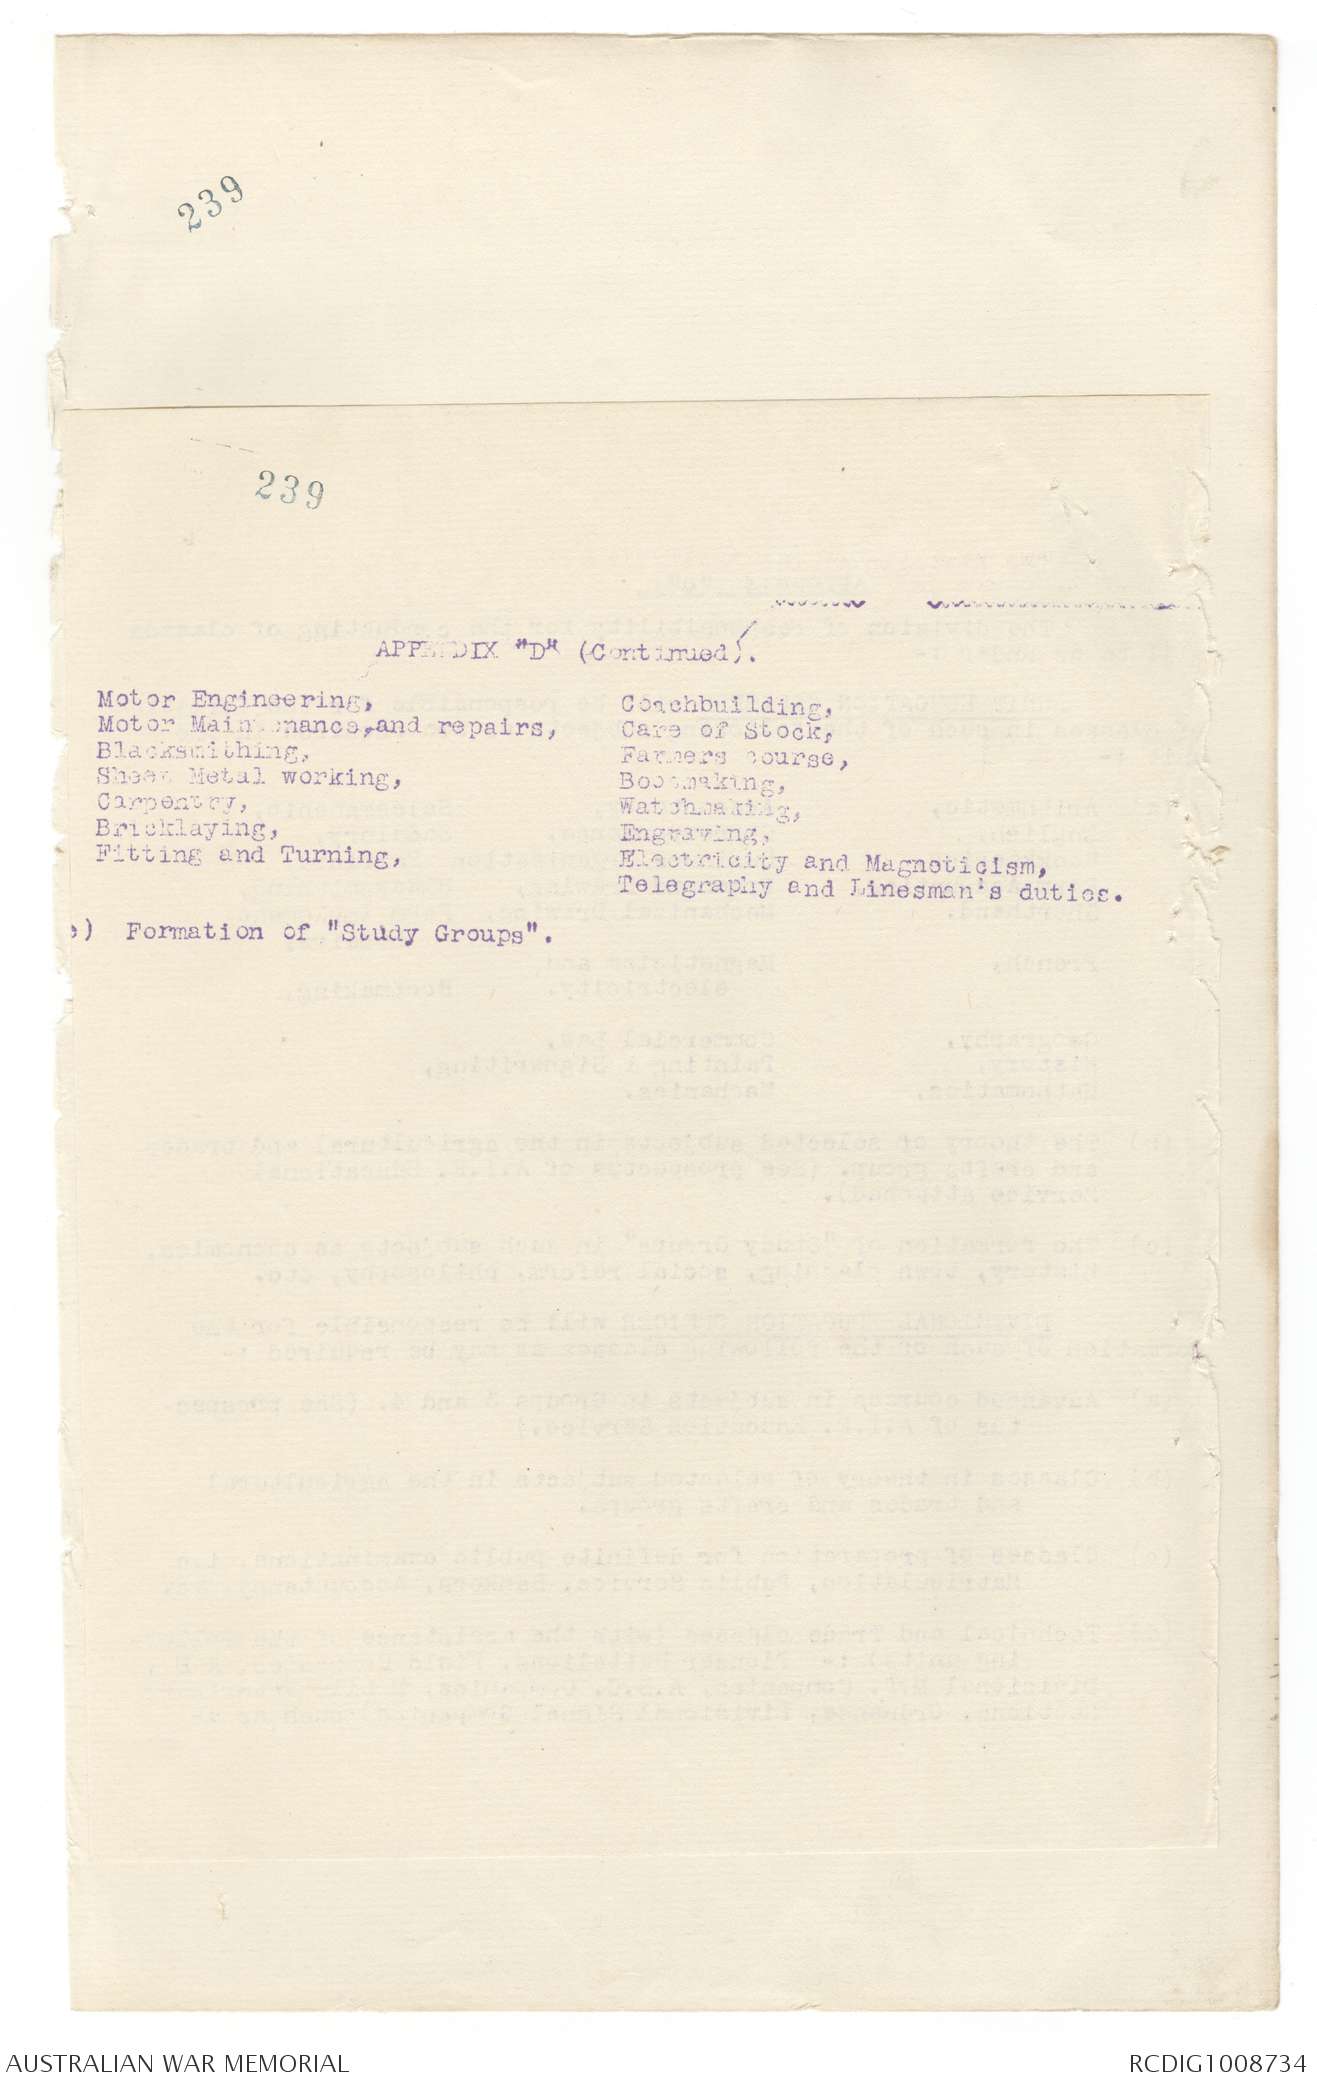 239
239
APPENDIX "D" (Continued).
Motor Engineering,
Motor Maintenance, and repairs,
Blacksmithing,
Sheet Metal working,
Carpentry,
Bricklaying,
Fitting and Turning,
Coachbuilding,
Care of Stock,
Farmers course,
Bootmaking,
Watchmaking,
Engraving,
Electricity and Magneticism,
Telegraphy and Linesman's duties.
e) Formation of "Study Groups".
AUSTRALIAN WAR MEMORIAL
RCDIG1008734